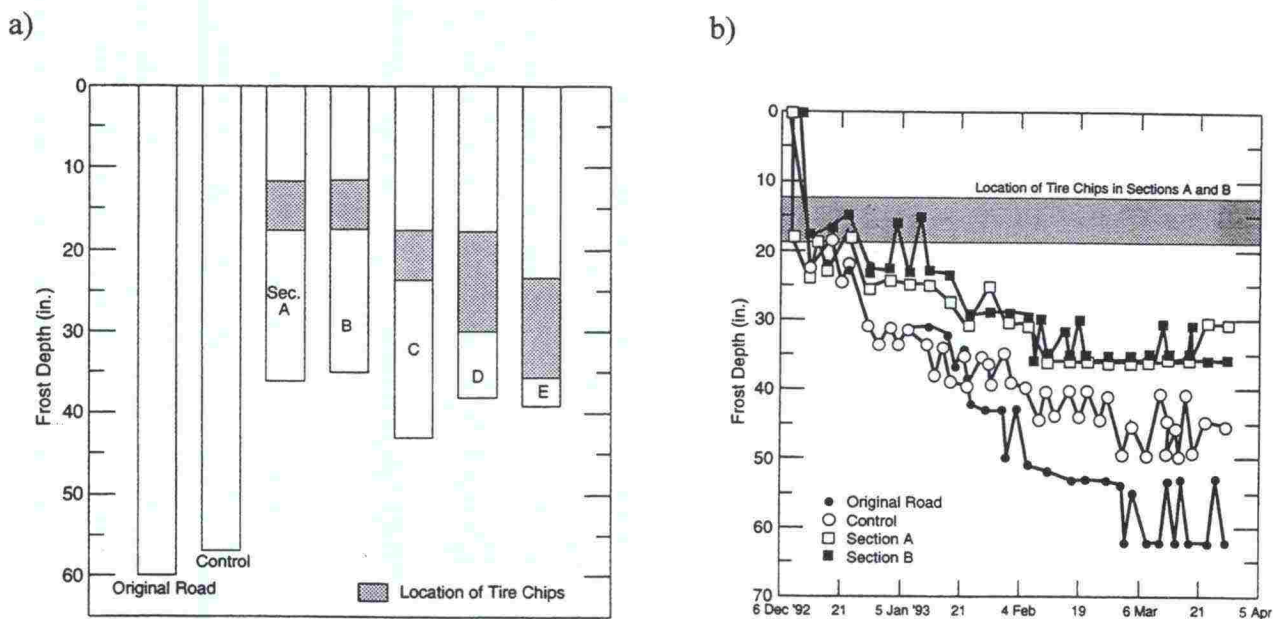 a)
0
10
20
30
40
50
60
Frost Depth (in.)
Original Road
Control
Sec.
A
B
C
D
E
Location of Tire Chips
b)
0
10
20
30
40
50
60
70
Frost Depth (in.)
Location of Tire Chips in Sections A and B
Original Road
Control
Section A
Section B
6 Dec '92 21 5 Jan '93 21 4 Feb 19 6 Mar 21 5 Apr